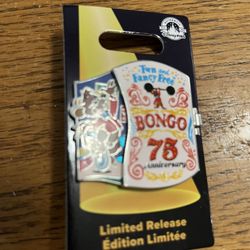 Fun and
Fancy Free
BONGO
75
Anniversary
Limited Release
Édition Limitée